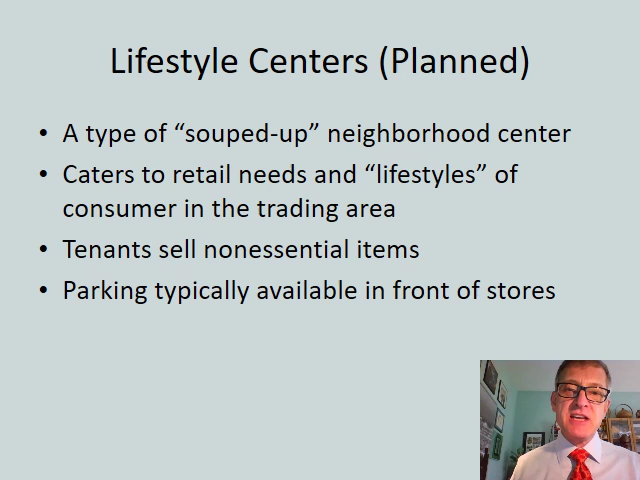 Lifestyle Centers (Planned)
• A type of “souped-up” neighborhood center
• Caters to retail needs and “lifestyles” of
consumer in the trading area
• Tenants sell nonessential items
• Parking typically available in front of stores